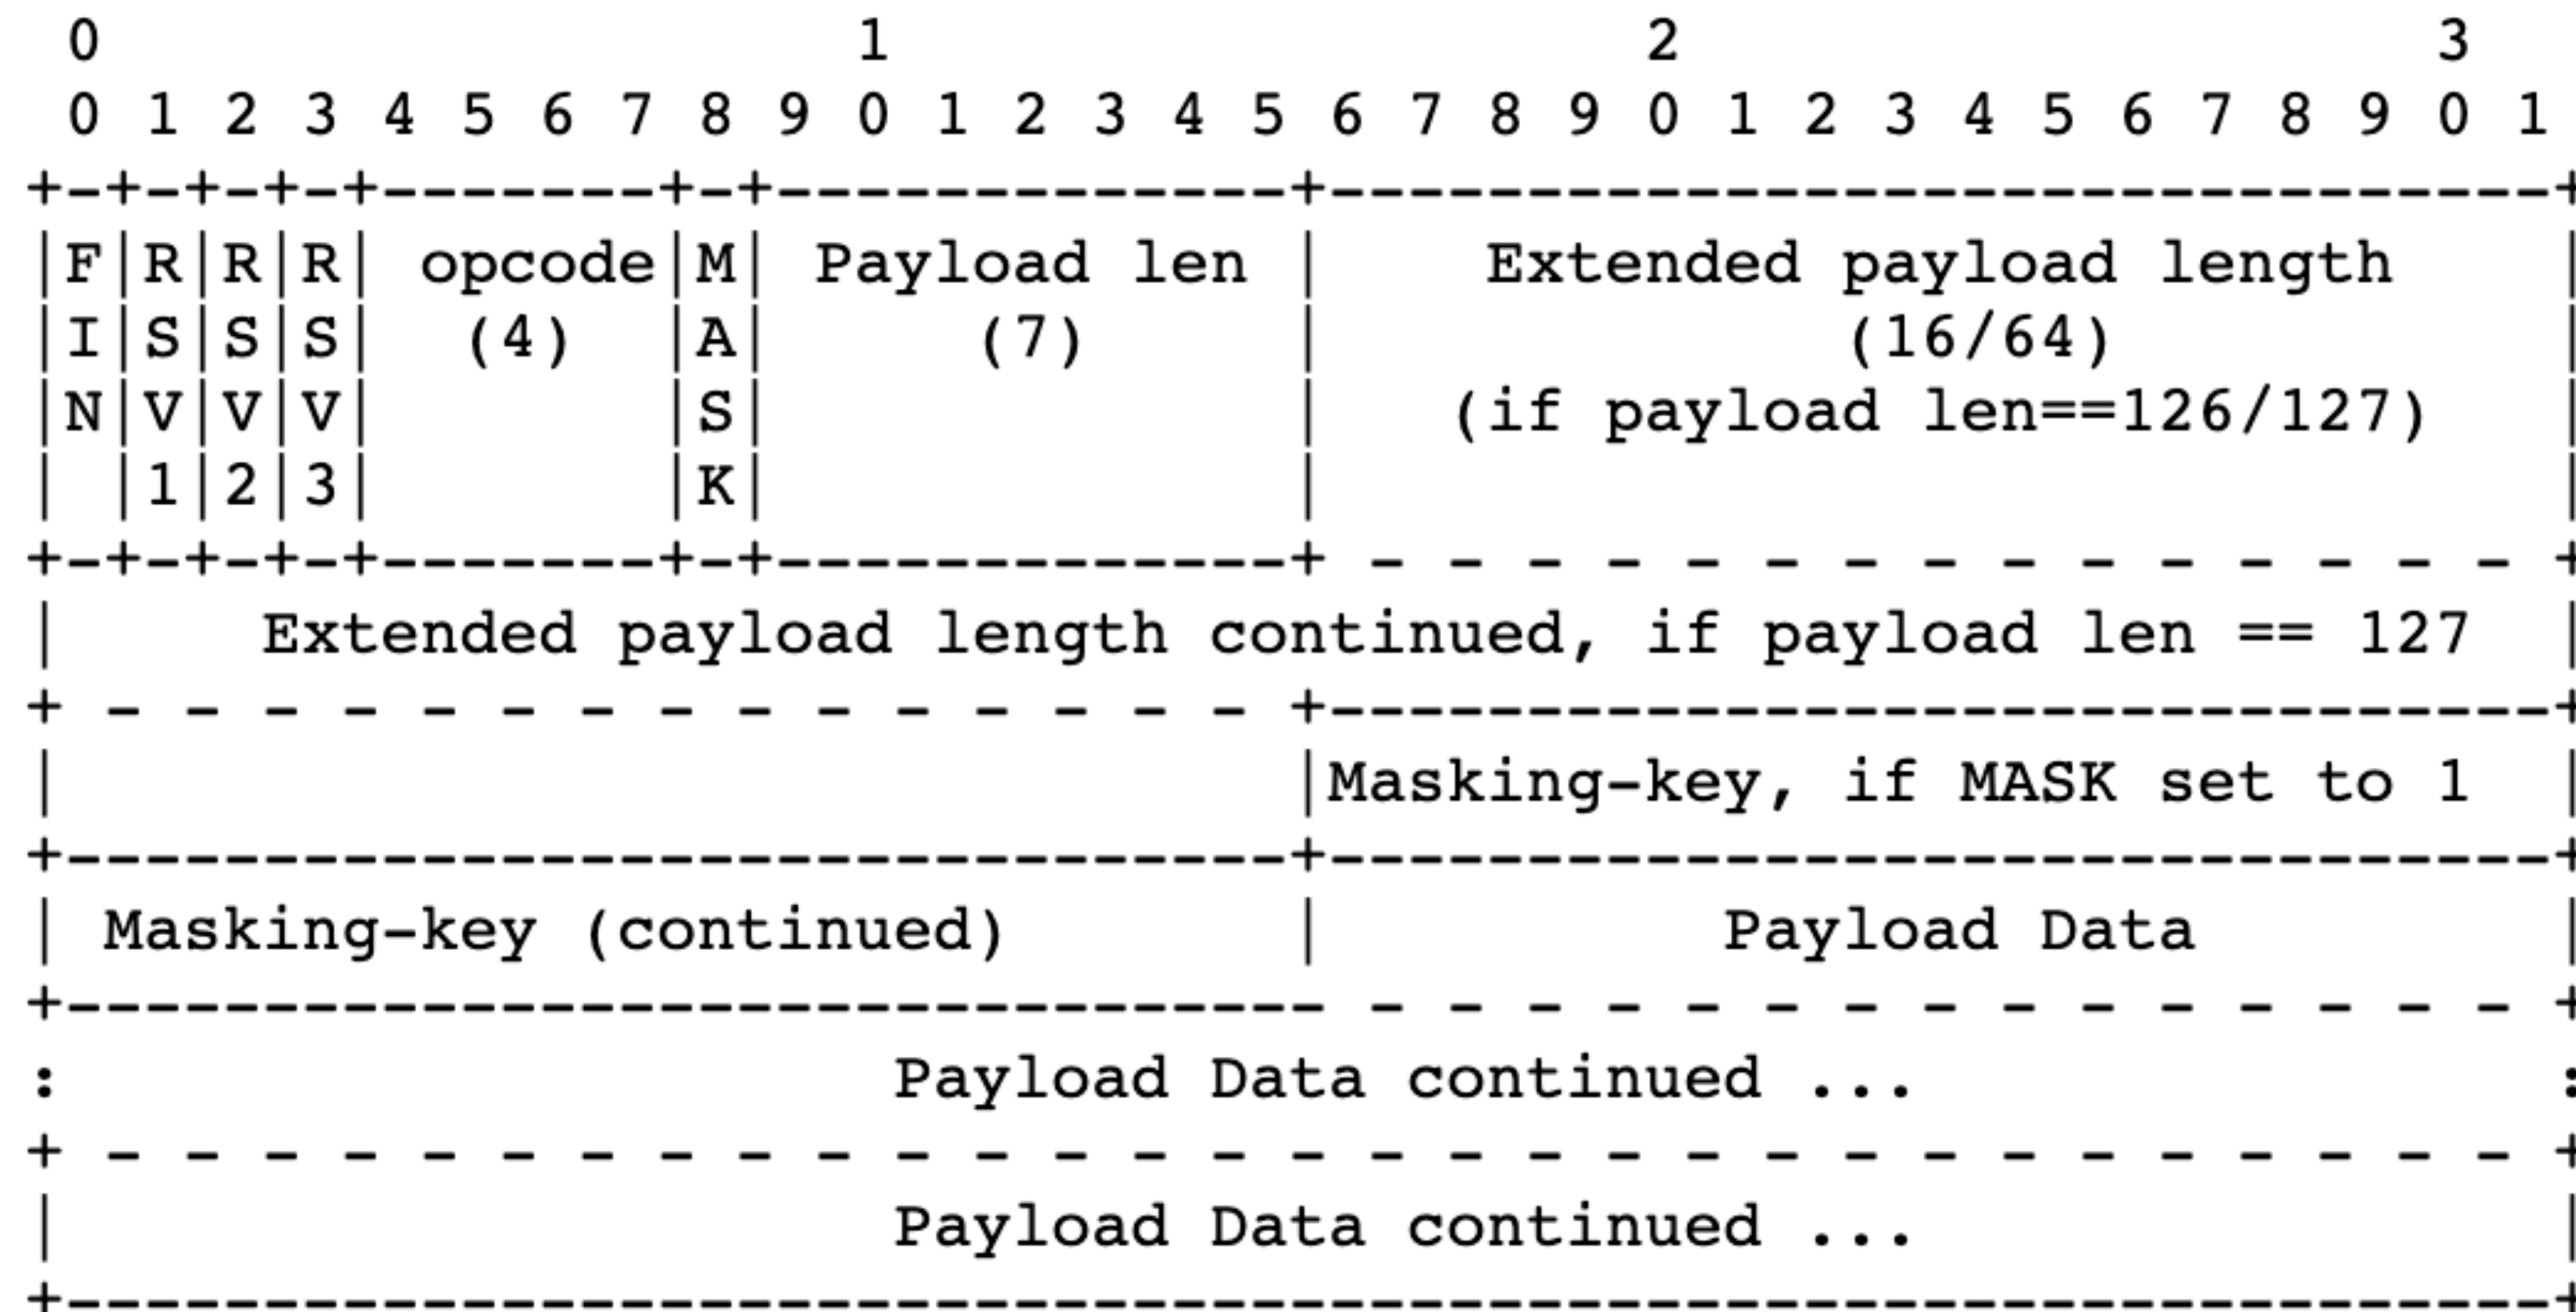 0                   1                   2                   3
 0 1 2 3 4 5 6 7 8 9 0 1 2 3 4 5 6 7 8 9 0 1 2 3 4 5 6 7 8 9 0 1
+-+-+-+-+-------+-+-------------+-------------------------------+
|F|R|R|R| opcode|M| Payload len |    Extended payload length    |
|I|S|S|S|  (4)  |A|     (7)     |             (16/64)           |
|N|V|V|V|       |S|             |   (if payload len==126/127)   |
| |1|2|3|       |K|             |                               |
+-+-+-+-+-------+-+-------------+ - - - - - - - - - - - - - - - +
|     Extended payload length continued, if payload len == 127  |
+ - - - - - - - - - - - - - - - +-------------------------------+
|                               |Masking-key, if MASK set to 1  |
+-------------------------------+-------------------------------+
| Masking-key (continued)       |          Payload Data         |
+-------------------------------- - - - - - - - - - - - - - - - +
:                     Payload Data continued ...                :
+ - - - - - - - - - - - - - - - - - - - - - - - - - - - - - - - +
|                     Payload Data continued ...                |
+---------------------------------------------------------------+